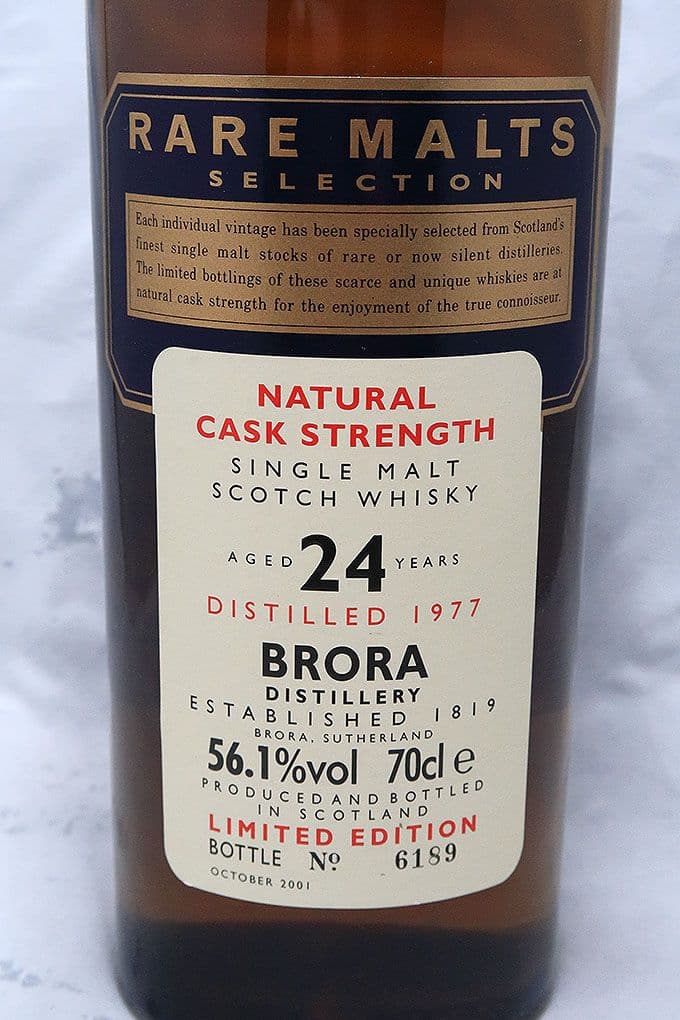 RARE MALTS
SELECTION
Each individual vintage has been specially selected from Scotland's
finest single malt stocks of rare or now silent distilleries.
The limited bottlings of these scarce and unique whiskies are at
natural cask strength for the enjoyment of the true connoisseur.
NATURAL
CASK STRENGTH
SINGLE MALT
SCOTCH WHISKY
AGED 24 YEARS
DISTILLED 1977
BRORA
DISTILLERY
ESTABLISHED 1819
BRORA, SUTHERLAND
56.1%vol 70cl e
PRODUCED AND BOTTLED
IN SCOTLAND
LIMITED EDITION
BOTTLE Nº 6189
OCTOBER 2001